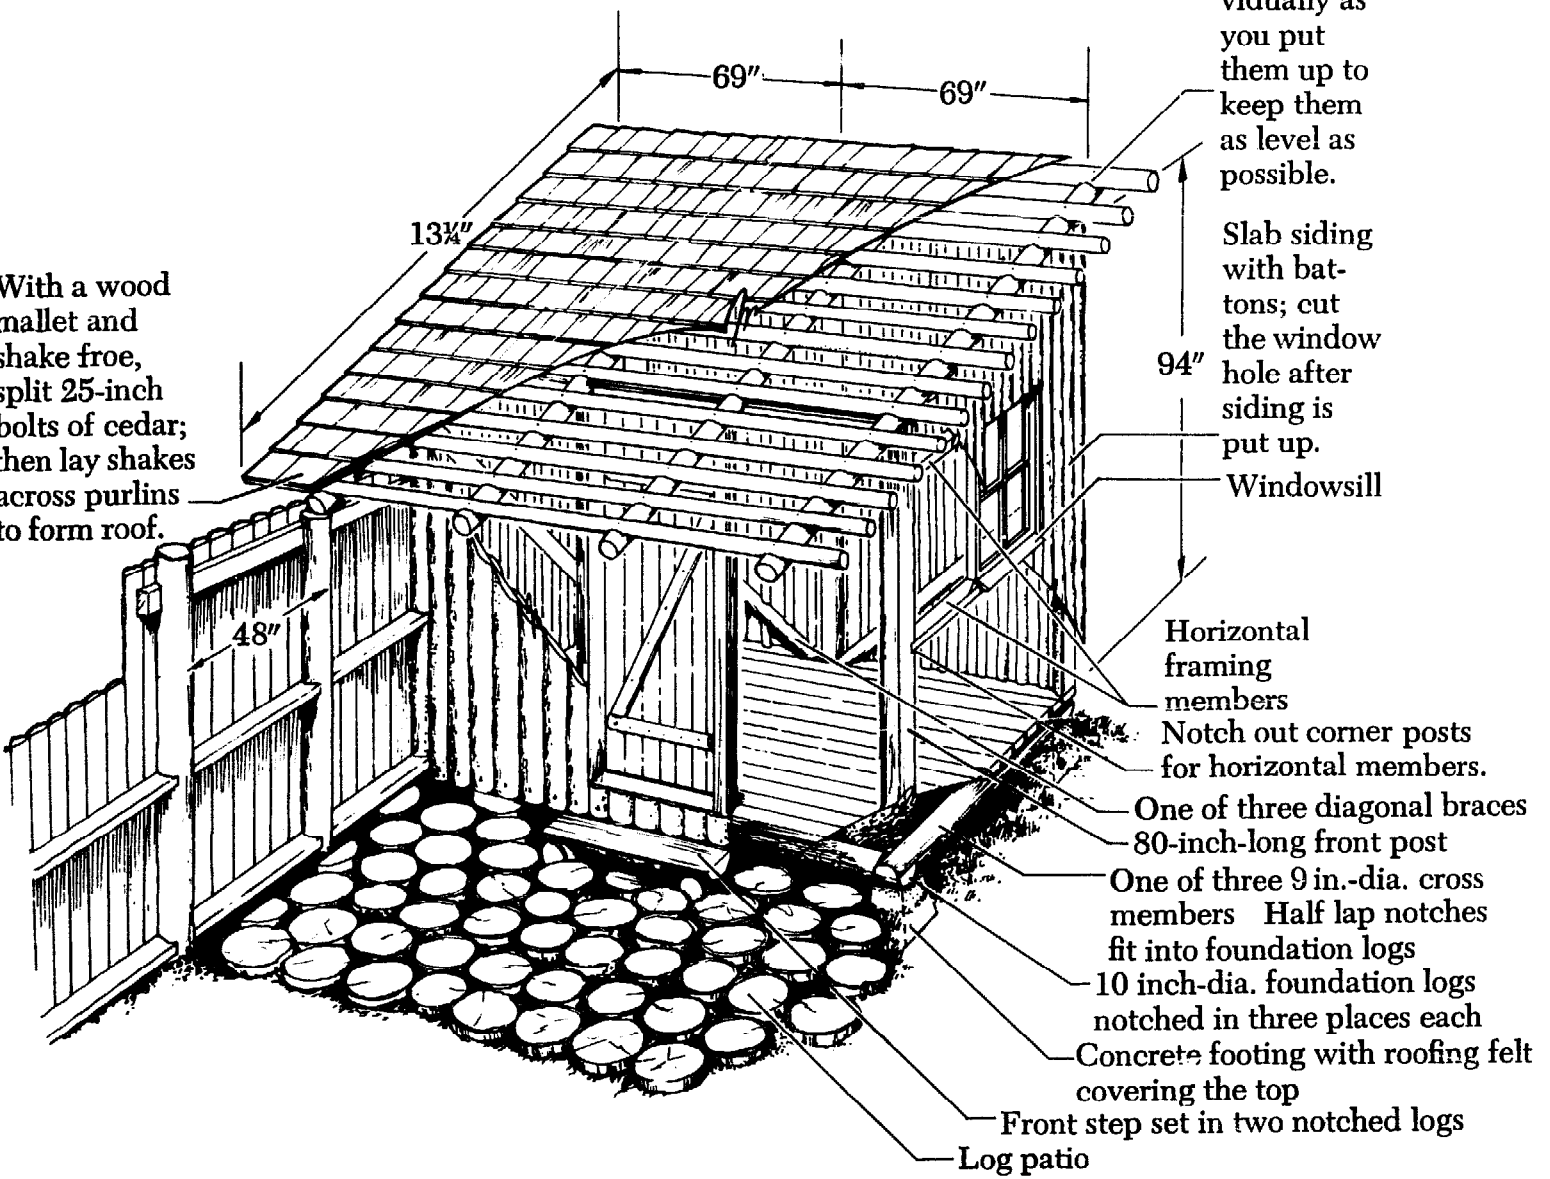 vidually as
you put
them up to
keep them
as level as
possible.
69″
69″
13¼″
With a wood
mallet and
shake froe,
split 25-inch
bolts of cedar;
then lay shakes
across purlins
to form roof.
Slab siding
with bat-
tons; cut
the window
hole after
siding is
put up.
94″
Windowsill
48″
Horizontal
framing
members
Notch out corner posts
for horizontal members.
One of three diagonal braces
80-inch-long front post
One of three 9 in.-dia. cross
members Half lap notches
fit into foundation logs
10 inch-dia. foundation logs
notched in three places each
Concrete footing with roofing felt
covering the top
Front step set in two notched logs
Log patio